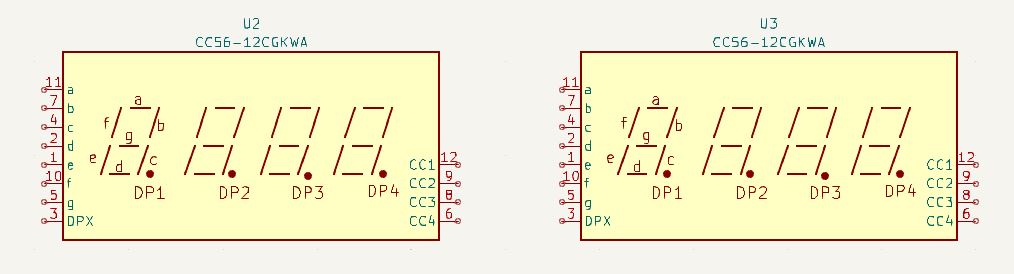 U2
CC56-12CGKWA
11 a
7 b
4 c
2 d
1 e
10 f
5 g
3 DPX
a
f b
g
e c
d
DP1 DP2 DP3 DP4
CC1 12
CC2 9
CC3 8
CC4 6
U3
CC56-12CGKWA
11 a
7 b
4 c
2 d
1 e
10 f
5 g
3 DPX
a
f b
g
e c
d
DP1 DP2 DP3 DP4
CC1 12
CC2 9
CC3 8
CC4 6